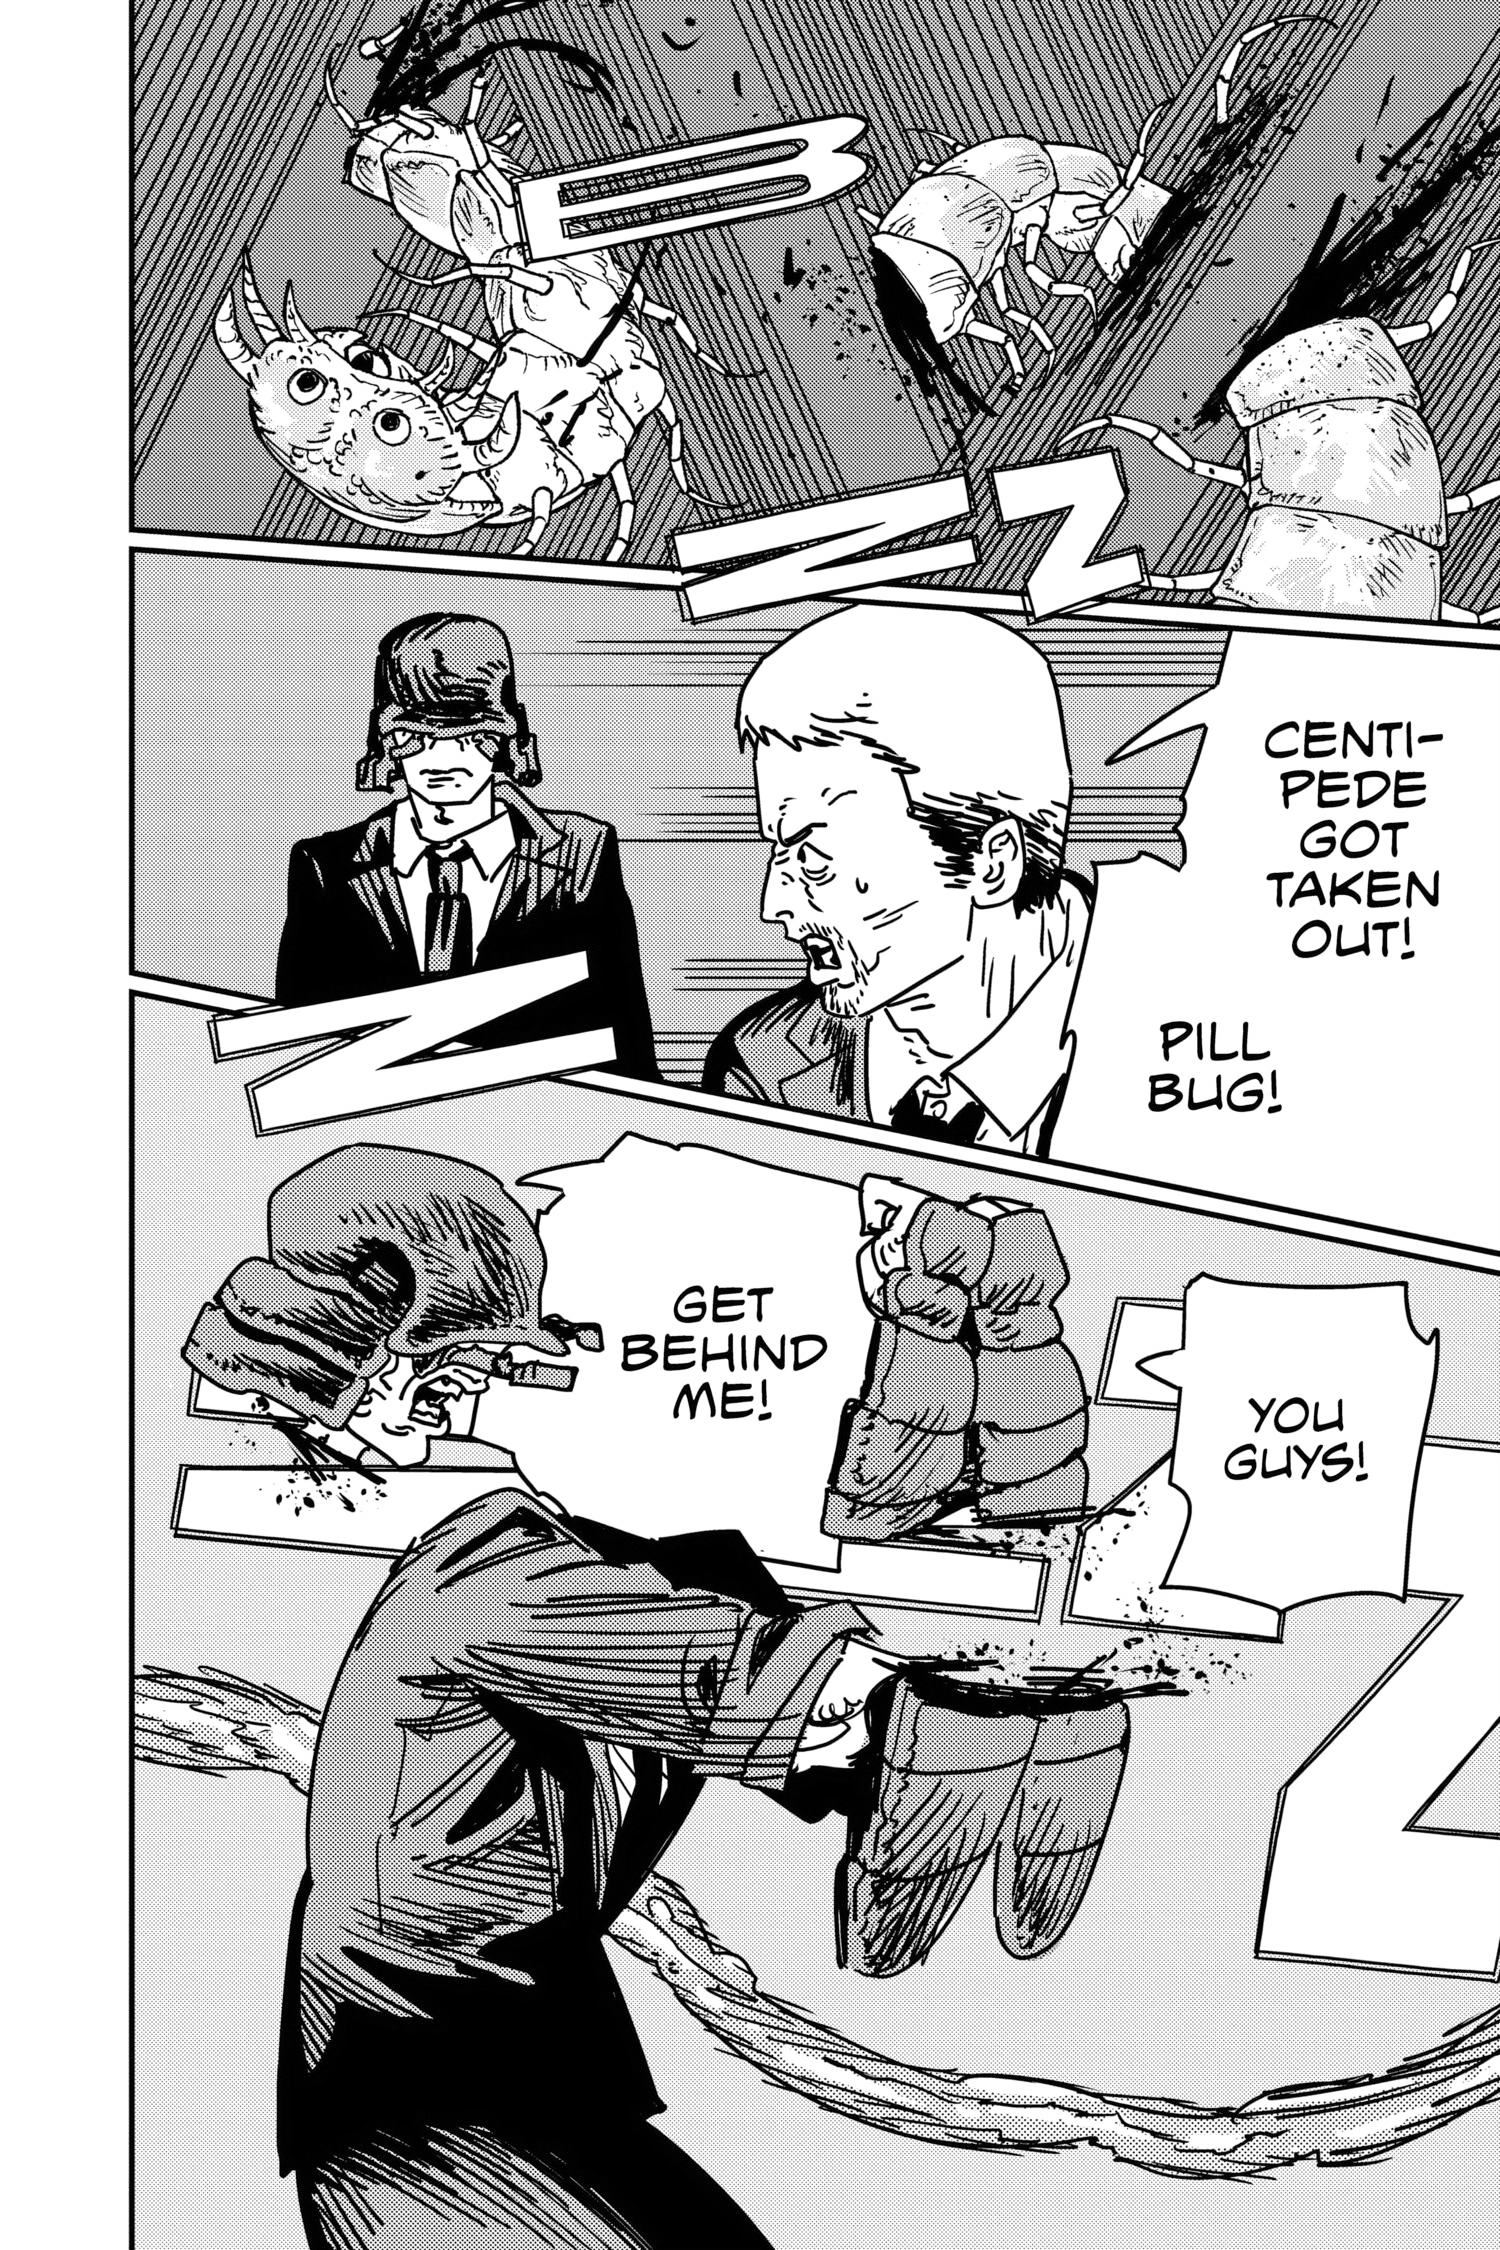 B
Z
Z
CENTI-
PEDE
GOT
TAKEN
OUT!
PILL
BUG!
Z
YOU
GUYS!
GET
BEHIND
ME!
Z